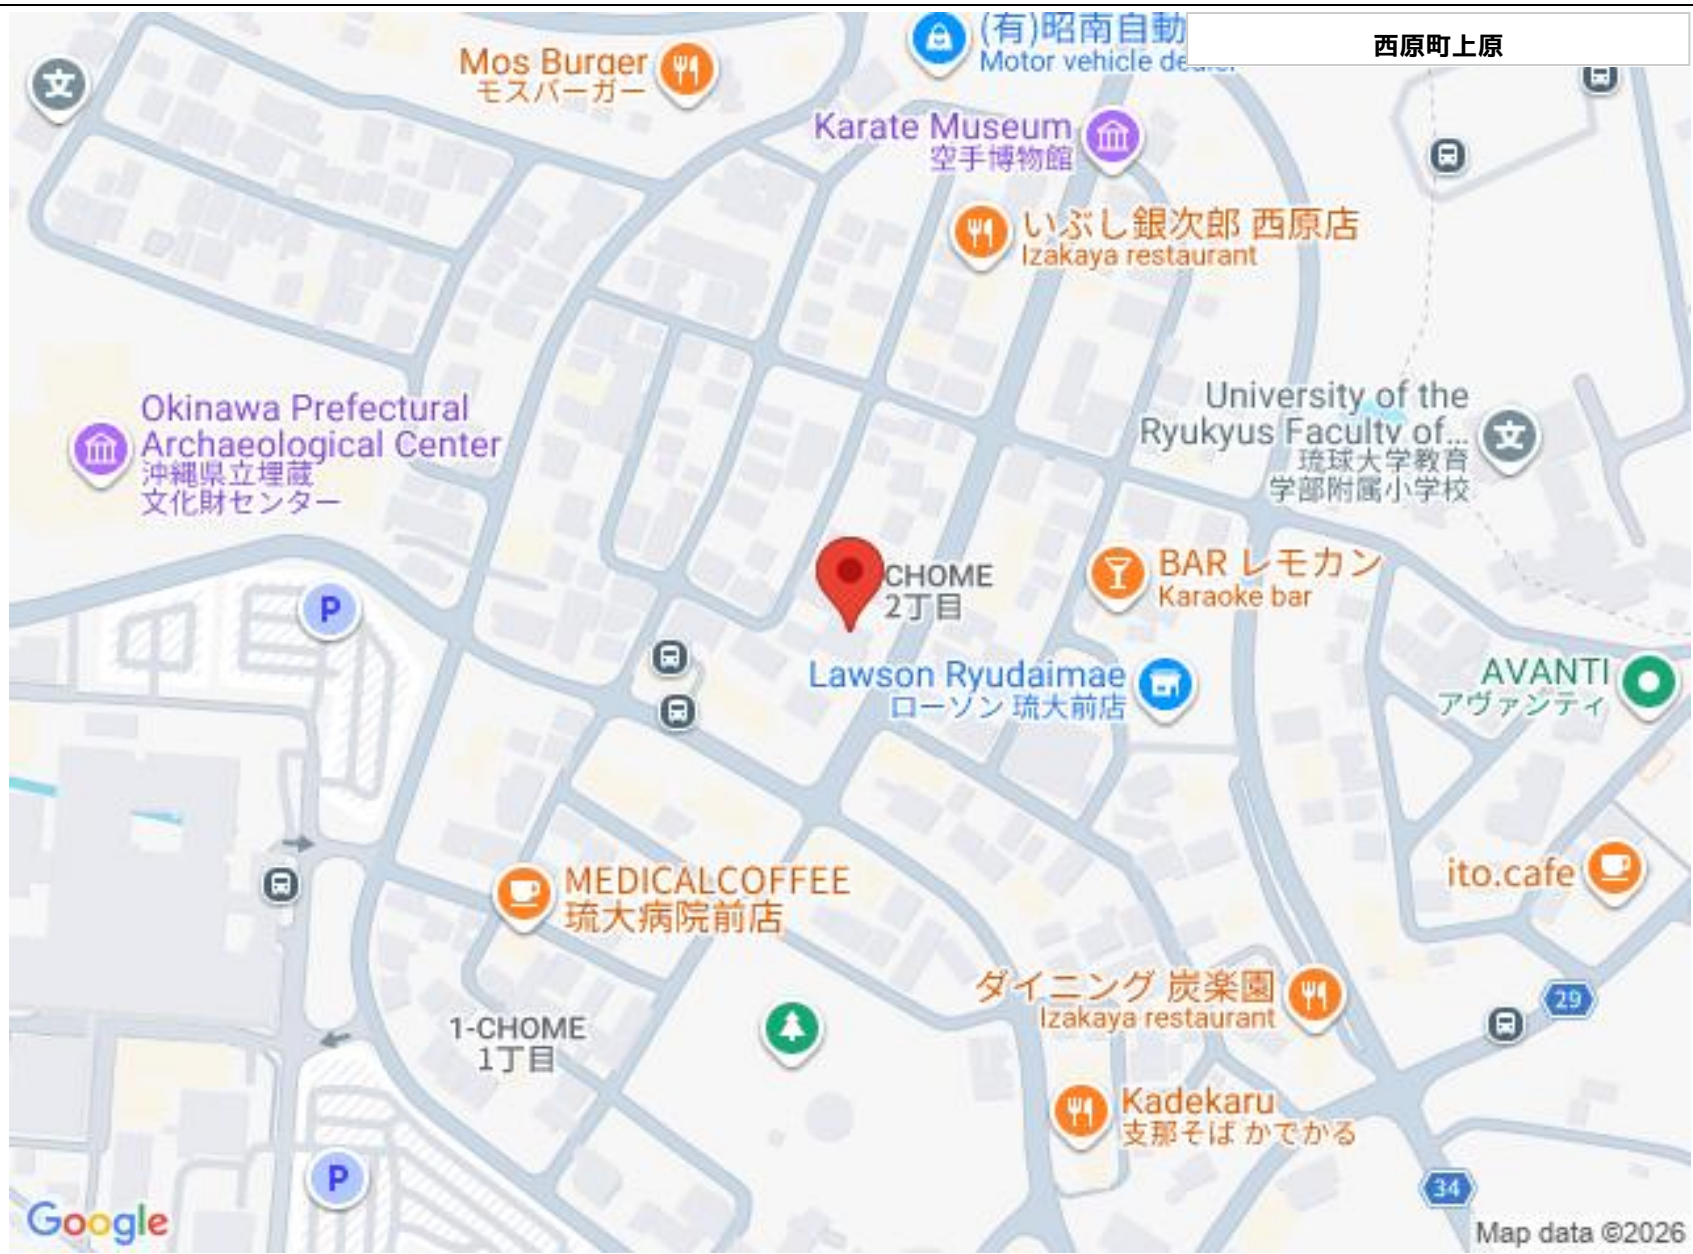 (有)昭南自動
Motor vehicle dealer
西原町上原
Mos Burger
モスバーガー
Karate Museum
空手博物館
いぶし銀次郎 西原店
Izakaya restaurant
Okinawa Prefectural
Archaeological Center
沖縄県立埋蔵
文化財センター
University of the
Ryukyus Faculty of...
琉球大学教育
学部附属小学校
CHOME
2丁目
BAR レモカン
Karaoke bar
P
Lawson Ryudaimae
ローソン 琉大前店
AVANTI
アヴァンティ
MEDICALCOFFEE
琉大病院前店
ito.cafe
ダイニング 炭楽園
Izakaya restaurant
29
1-CHOME
1丁目
Kadekaru
支那そば かでかる
P
34
Google
Map data ©2026